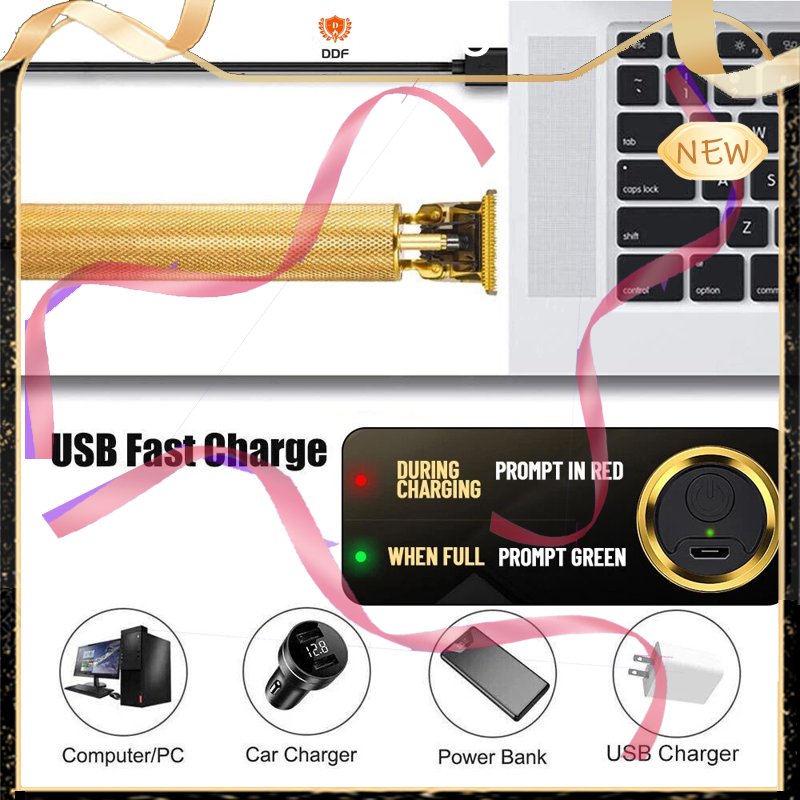 DDF
esc
tab
W
NEW
caps lock
A
S
shift
Z
control
option
USB Fast Charge
DURING
CHARGING
PROMPT IN RED
WHEN FULL
PROMPT GREEN
12.8
Computer/PC
Car Charger
Power Bank
USB Charger